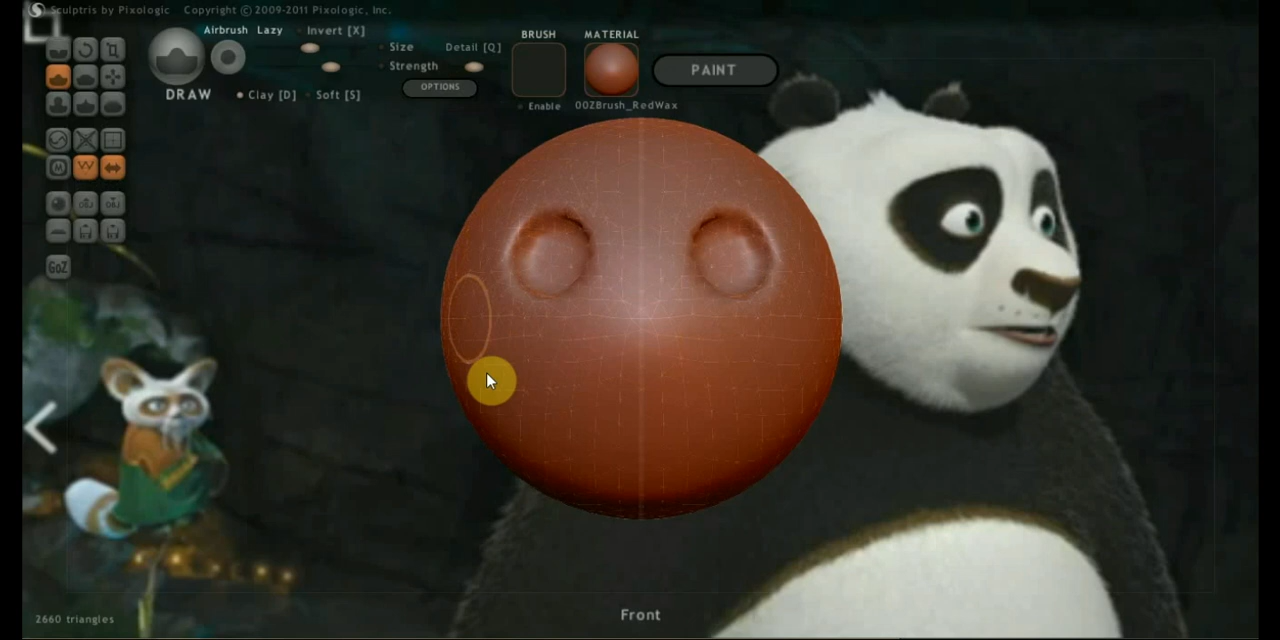 Sculptris by Pixologic Copyright © 2009-2011 Pixologic, Inc.
Airbrush Lazy Invert [X]
Size Detail [Q]
Strength
OPTIONS
DRAW
Clay [D] Soft [S]
BRUSH
Enable
MATERIAL
00ZBrush_RedWax
PAINT
GoZ
2660 triangles
Front